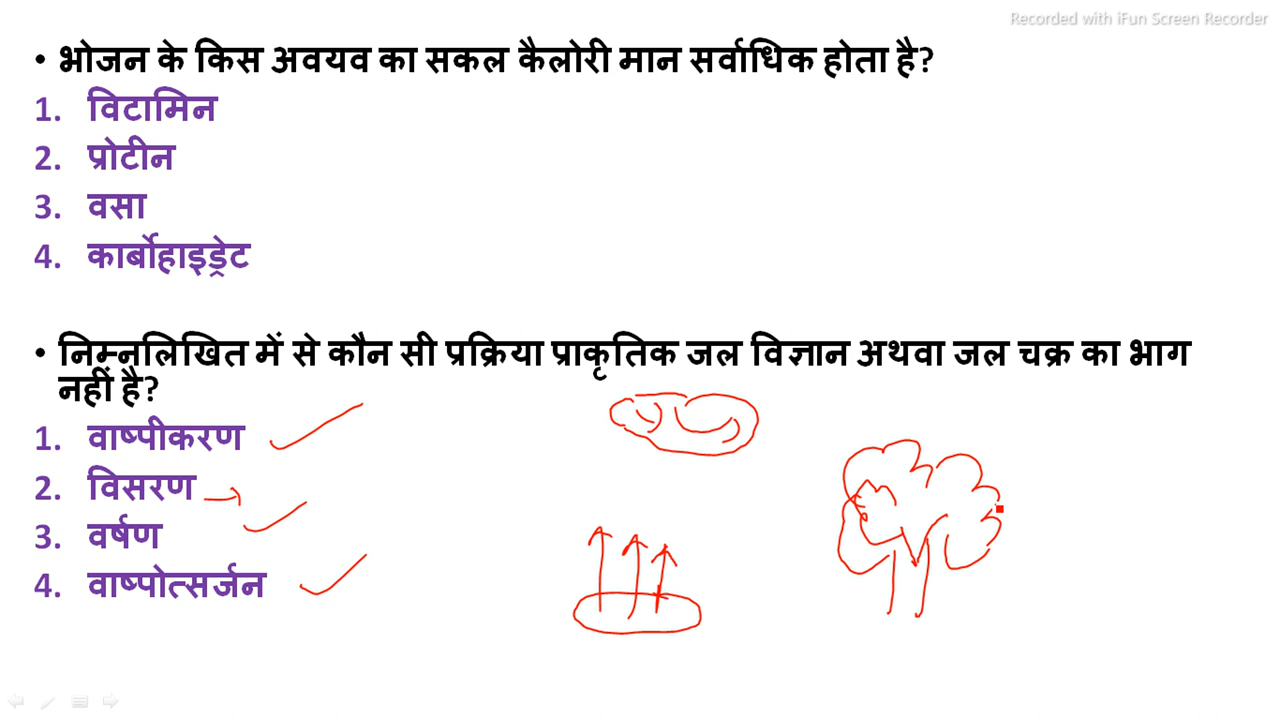 Recorded with iFun Screen Recorder
• भोजन के किस अवयव का सकल कैलोरी मान सर्वाधिक होता है?
1. विटामिन
2. प्रोटीन
3. वसा
4. कार्बोहाइड्रेट
• निम्नलिखित में से कौन सी प्रक्रिया प्राकृतिक जल विज्ञान अथवा जल चक्र का भाग
नहीं है?
1. वाष्पीकरण
2. विसरण
3. वर्षण
4. वाष्पोत्सर्जन